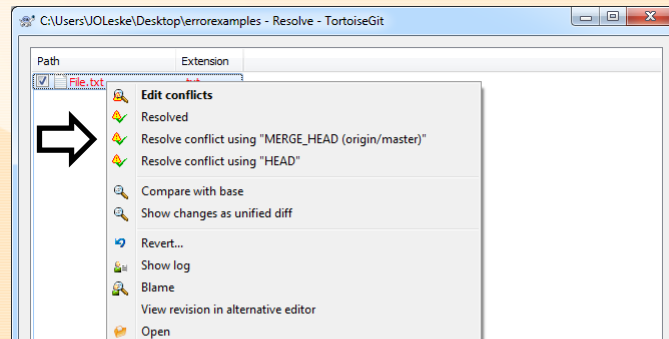 C:\Users\JOLeske\Desktop\errorexamples - Resolve - TortoiseGit
Path Extension
File.txt .txt
Edit conflicts
Resolved
Resolve conflict using "MERGE_HEAD (origin/master)"
Resolve conflict using "HEAD"
Compare with base
Show changes as unified diff
Revert...
Show log
Blame
View revision in alternative editor
Open